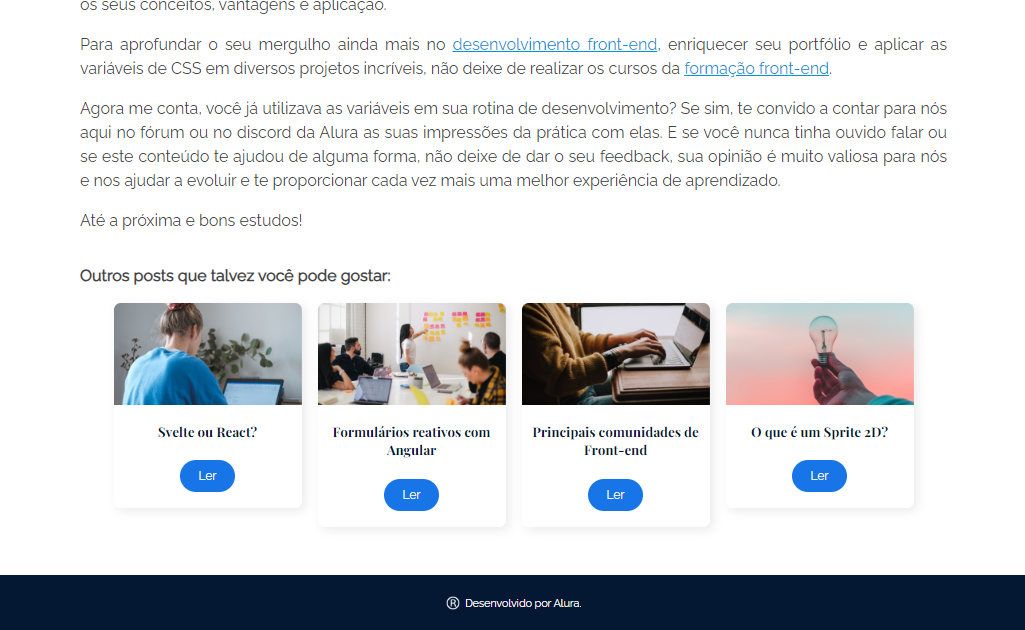 os seus conceitos, vantagens e aplicação.
Para aprofundar o seu mergulho ainda mais no desenvolvimento front-end, enriquecer seu portfólio e aplicar as
variáveis de CSS em diversos projetos incríveis, não deixe de realizar os cursos da formação front-end.
Agora me conta, você já utilizava as variáveis em sua rotina de desenvolvimento? Se sim, te convido a contar para nós
aqui no fórum ou no discord da Alura as suas impressões da prática com elas. E se você nunca tinha ouvido falar ou
se este conteúdo te ajudou de alguma forma, não deixe de dar o seu feedback, sua opinião é muito valiosa para nós
e nos ajudar a evoluir e te proporcionar cada vez mais uma melhor experiência de aprendizado.
Até a próxima e bons estudos!
Outros posts que talvez você pode gostar:
Svelte ou React?
Ler
Formulários reativos com
Angular
Ler
Principais comunidades de
Front-end
Ler
O que é um Sprite 2D?
Ler
® Desenvolvido por Alura.